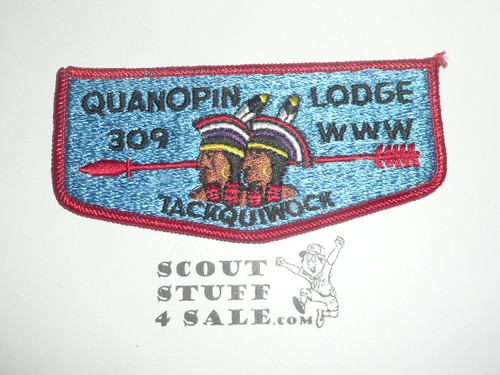 QUANOPIN LODGE
309 WWW
TACKQUIWOCK
SCOUT
STUFF
4 SALE.COM